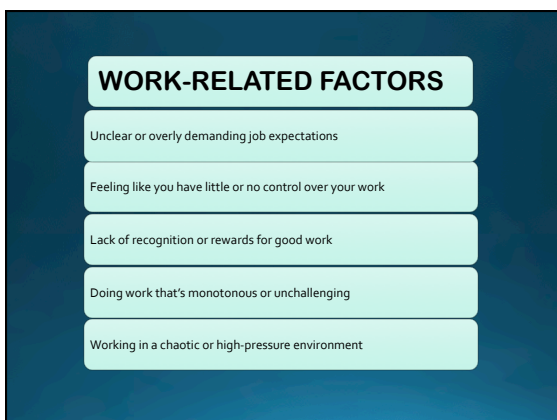 WORK-RELATED FACTORS
Unclear or overly demanding job expectations
Feeling like you have little or no control over your work
Lack of recognition or rewards for good work
Doing work that's monotonous or unchallenging
Working in a chaotic or high-pressure environment